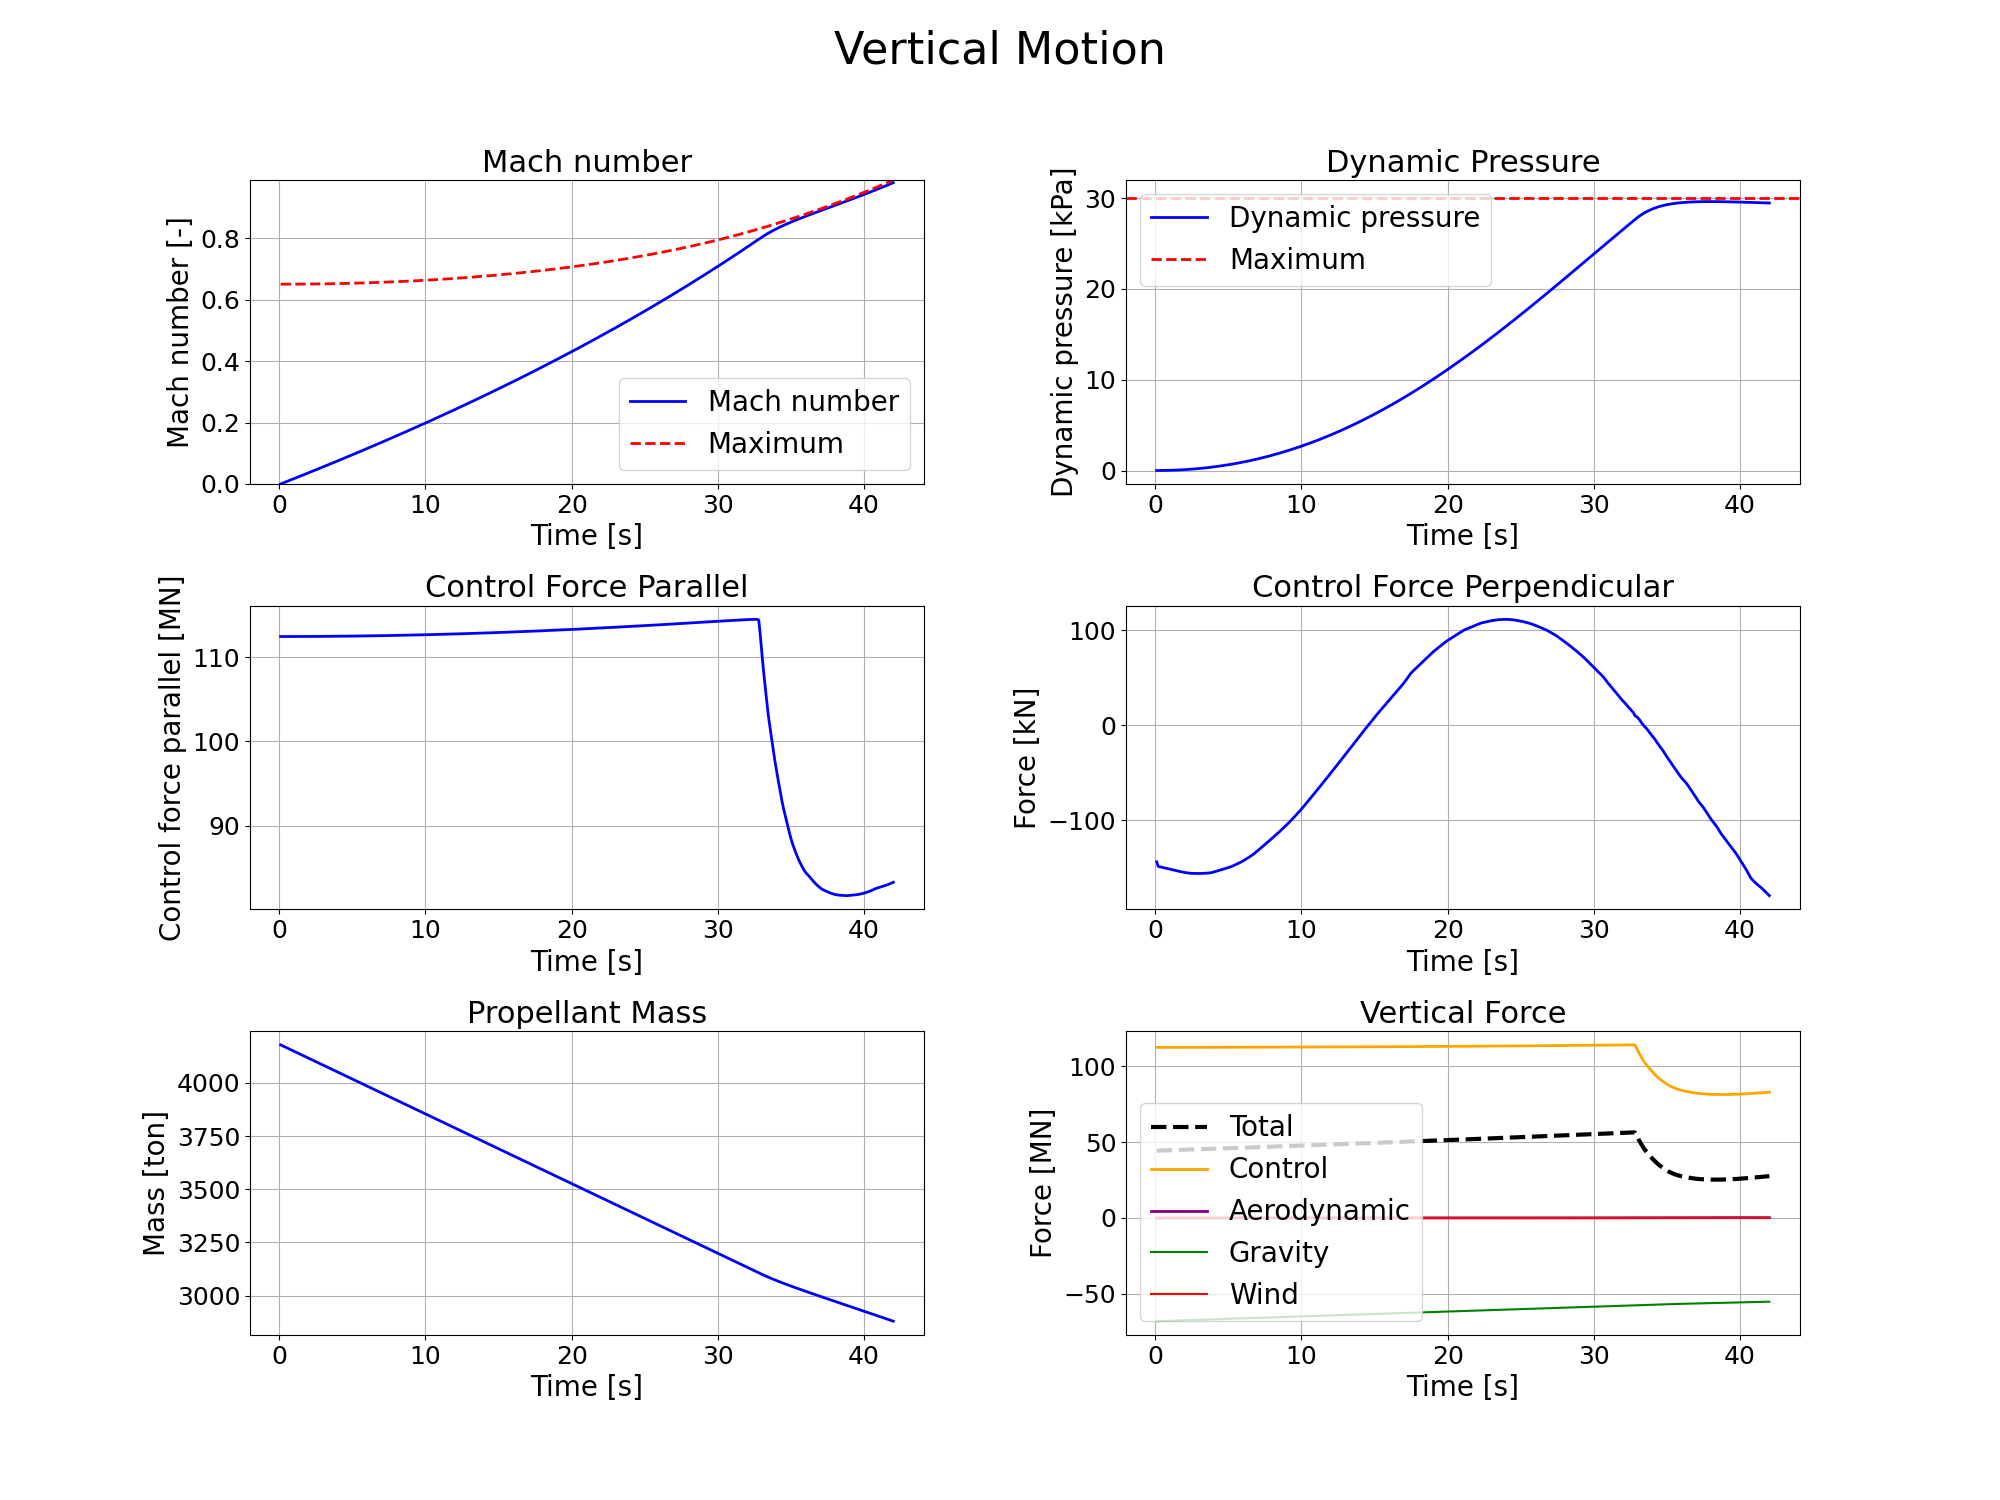 Vertical Motion
Mach number
Mach number [-]
0.8
0.6
0.4
0.2
0.0
Mach number
Maximum
0 10 20 30 40
Time [s]
Dynamic Pressure
Dynamic pressure [kPa]
30
20
10
0
Dynamic pressure
Maximum
0 10 20 30 40
Time [s]
Control Force Parallel
Control force parallel [MN]
110
100
90
0 10 20 30 40
Time [s]
Control Force Perpendicular
Force [kN]
100
0
−100
0 10 20 30 40
Time [s]
Propellant Mass
Mass [ton]
4000
3750
3500
3250
3000
0 10 20 30 40
Time [s]
Vertical Force
Force [MN]
100
50
0
−50
Total
Control
Aerodynamic
Gravity
Wind
0 10 20 30 40
Time [s]